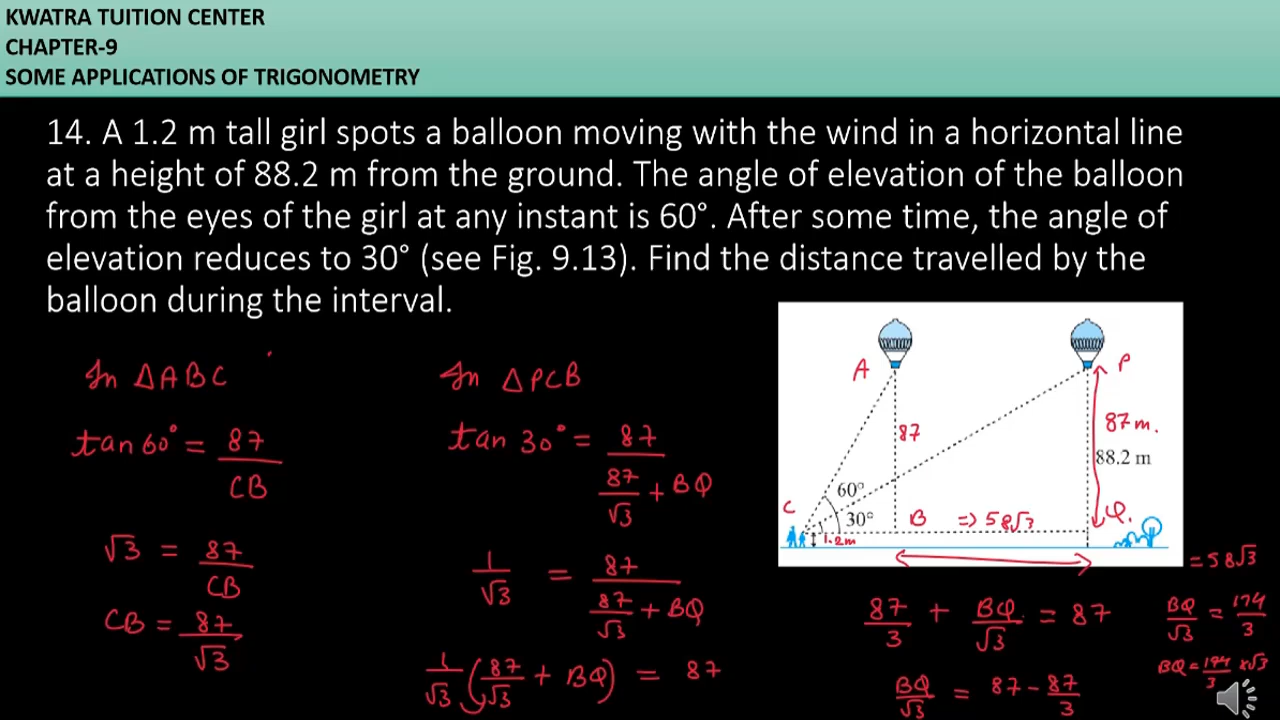 KWATRA TUITION CENTER
CHAPTER-9
SOME APPLICATIONS OF TRIGONOMETRY
14. A 1.2 m tall girl spots a balloon moving with the wind in a horizontal line
at a height of 88.2 m from the ground. The angle of elevation of the balloon
from the eyes of the girl at any instant is 60°. After some time, the angle of
elevation reduces to 30° (see Fig. 9.13). Find the distance travelled by the
balloon during the interval.
In △ABC
tan 60° = 87/CB
√3 = 87/CB
CB = 87/√3
In △PCB
tan 30° = 87/(87/√3 + BQ)
1/√3 = 87/(87/√3 + BQ)
1/√3 (87/√3 + BQ) = 87
A
P
87
87 m.
88.2 m
60°
30°
C
B
=> 58√3
Q.
1.2m
87/3 + BQ/√3 = 87
BQ/√3 = 87 - 87/3
BQ/√3 = 174/3
BQ = 174/3 x √3
= 58√3